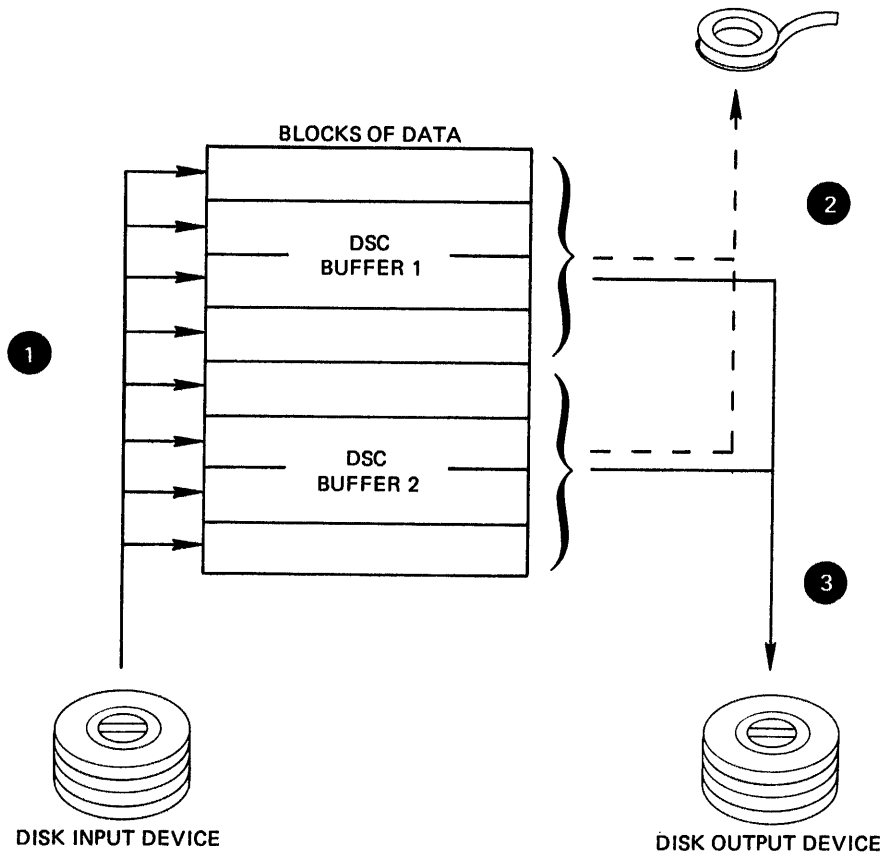 BLOCKS OF DATA
DSC
BUFFER 1
2
1
DSC
BUFFER 2
3
DISK INPUT DEVICE
DISK OUTPUT DEVICE